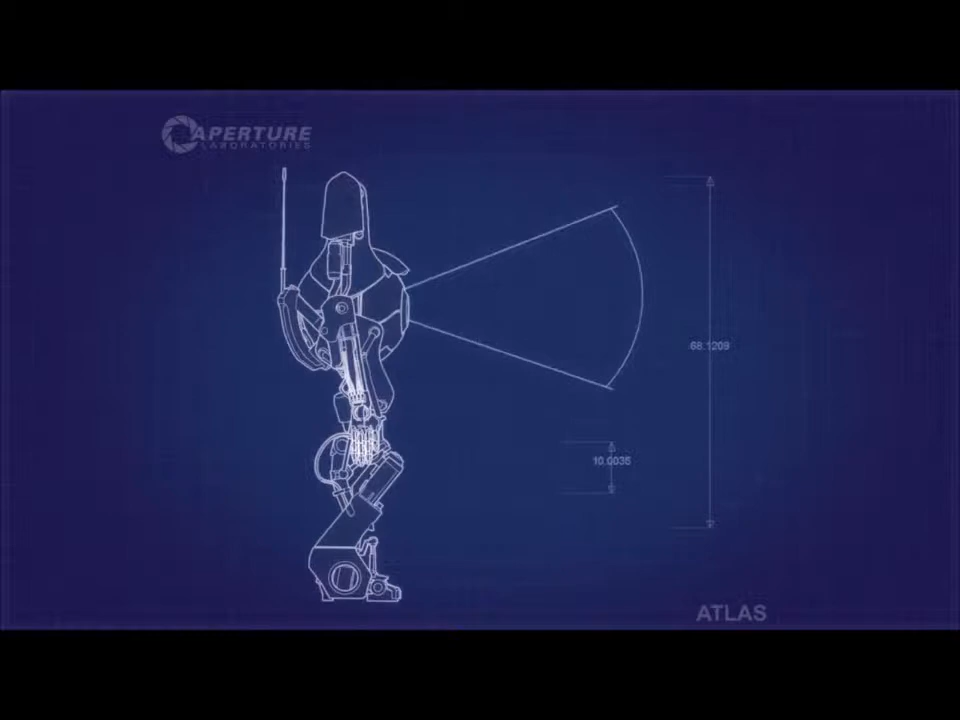 APERTURE
LABORATORIES
68.1209
10.0035
ATLAS